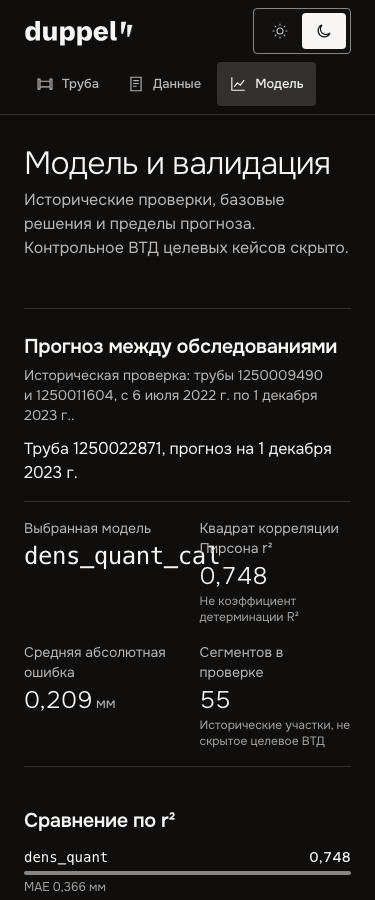 duppel
Труба
Данные
Модель
Модель и валидация
Исторические проверки, базовые
решения и пределы прогноза.
Контрольное ВТД целевых кейсов скрыто.
Прогноз между обследованиями
Историческая проверка: трубы 1250009490
и 1250011604, с 6 июля 2022 г. по 1 декабря
2023 г..
Труба 1250022871, прогноз на 1 декабря
2023 г.
Выбранная модель
dens_quant_cal
Квадрат корреляции
Пирсона r²
0,748
Не коэффициент
детерминации R²
Средняя абсолютная
ошибка
0,209 мм
Сегментов в
проверке
55
Исторические участки, не
скрытое целевое ВТД
Сравнение по r²
dens_quant 0,748
MAE 0,366 мм